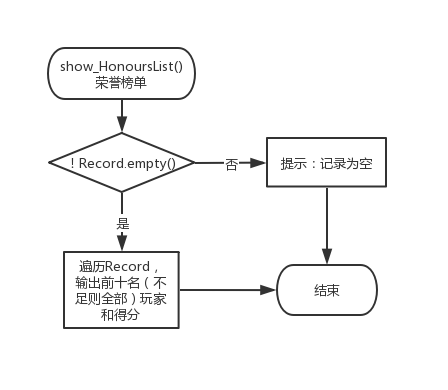 show_HonoursList()
荣誉榜单
！Record.empty()
否
提示：记录为空
是
遍历Record，
输出前十名（不
足则全部）玩家
和得分
结束